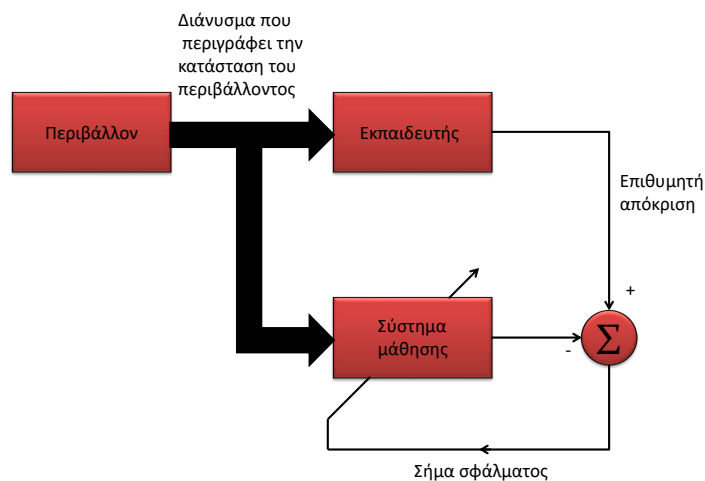 Διάνυσμα που
περιγράφει την
κατάσταση του
περιβάλλοντος
Περιβάλλον
Εκπαιδευτής
Επιθυμητή
απόκριση
+
Σύστημα
μάθησης
-
Σ
Σήμα σφάλματος